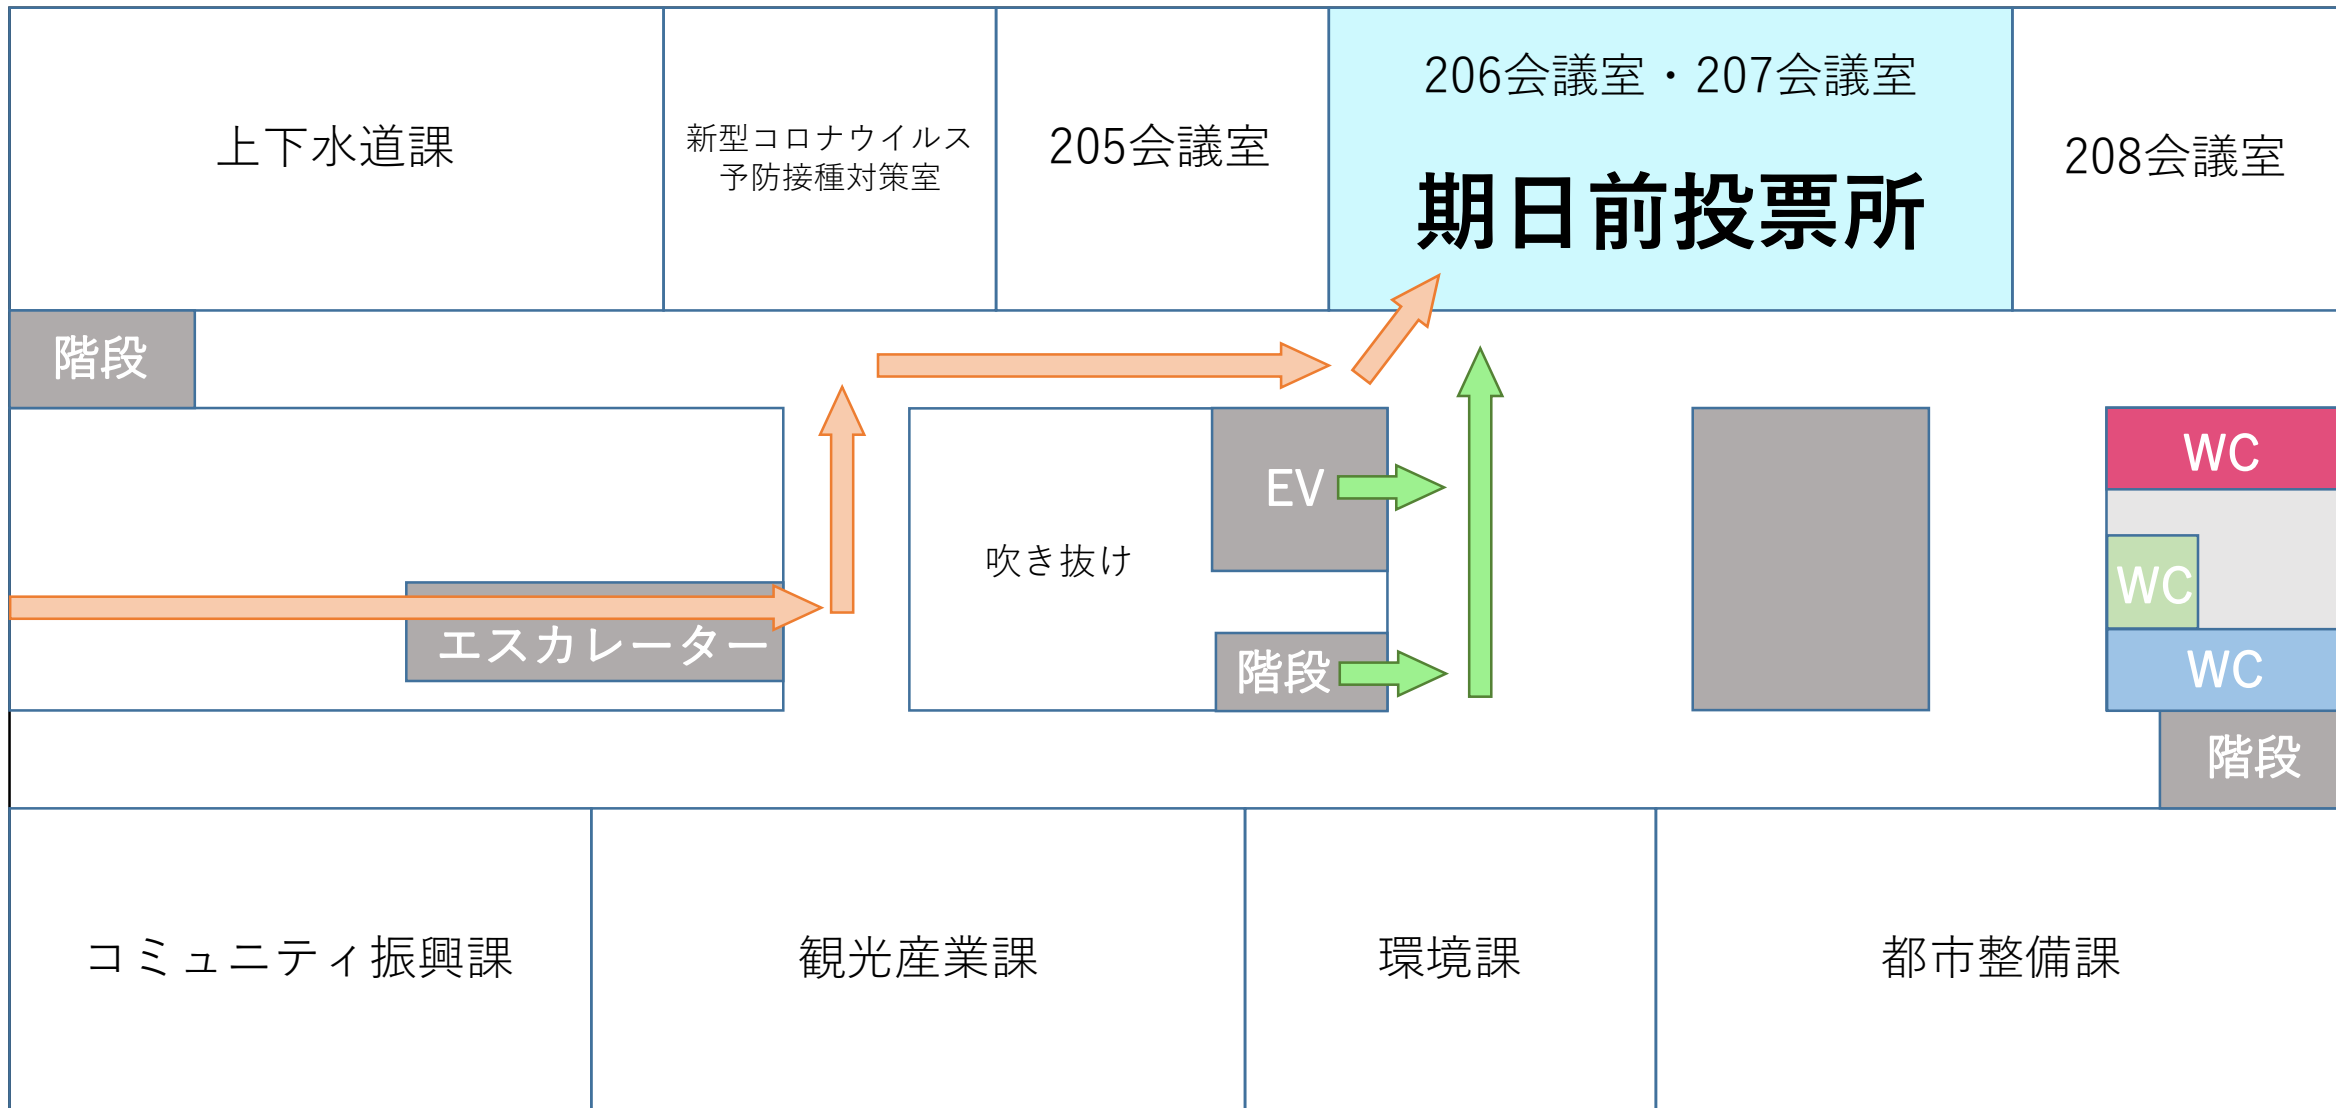 上下水道課
新型コロナウイルス
予防接種対策室
205会議室
206会議室・207会議室
期日前投票所
208会議室
階段
EV
吹き抜け
エスカレーター
階段
WC
WC
WC
階段
コミュニティ振興課
観光産業課
環境課
都市整備課